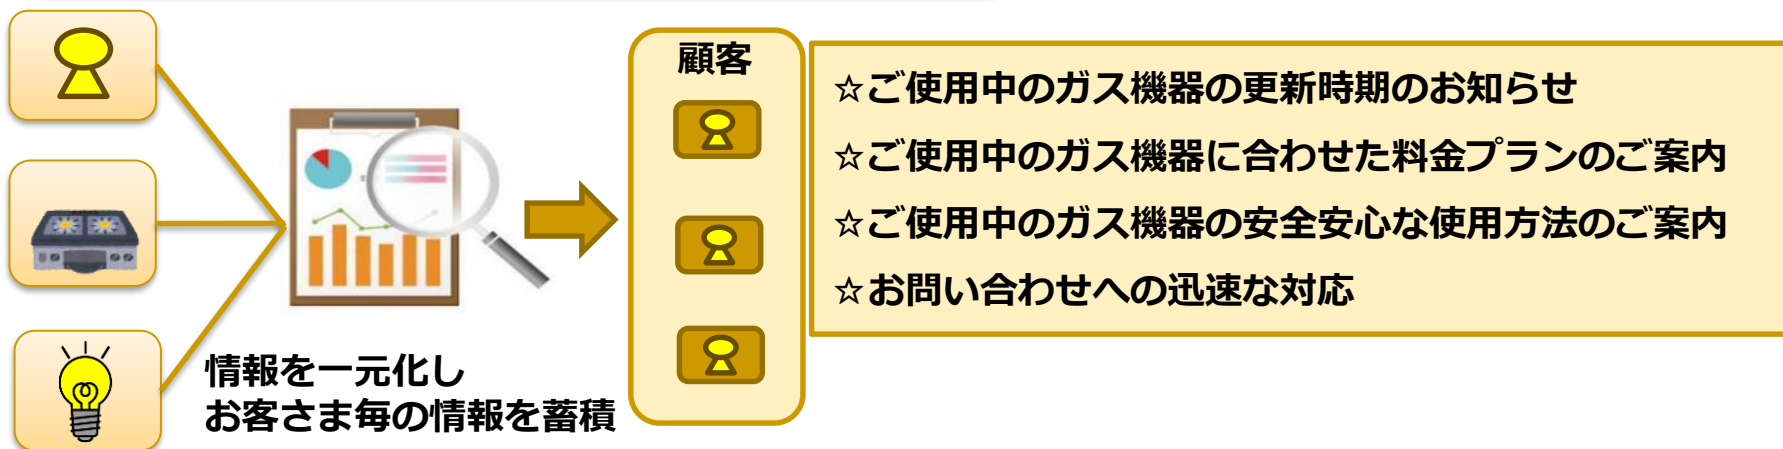 顧客
☆ご使用中のガス機器の更新時期のお知らせ
☆ご使用中のガス機器に合わせた料金プランのご案内
☆ご使用中のガス機器の安全安心な使用方法のご案内
☆お問い合わせへの迅速な対応
情報を一元化し
お客さま毎の情報を蓄積